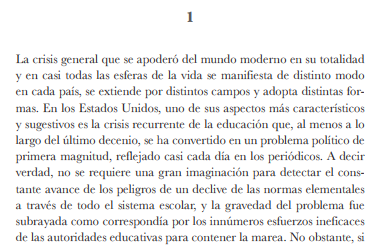 1
La crisis general que se apoderó del mundo moderno en su totalidad
y en casi todas las esferas de la vida se manifiesta de distinto modo
en cada país, se extiende por distintos campos y adopta distintas for-
mas. En los Estados Unidos, uno de sus aspectos más característicos
y sugestivos es la crisis recurrente de la educación que, al menos a lo
largo del último decenio, se ha convertido en un problema político de
primera magnitud, reflejado casi cada día en los periódicos. A decir
verdad, no se requiere una gran imaginación para detectar el cons-
tante avance de los peligros de un declive de las normas elementales
a través de todo el sistema escolar, y la gravedad del problema fue
subrayada como correspondía por los innúmeros esfuerzos ineficaces
de las autoridades educativas para contener la marea. No obstante, si